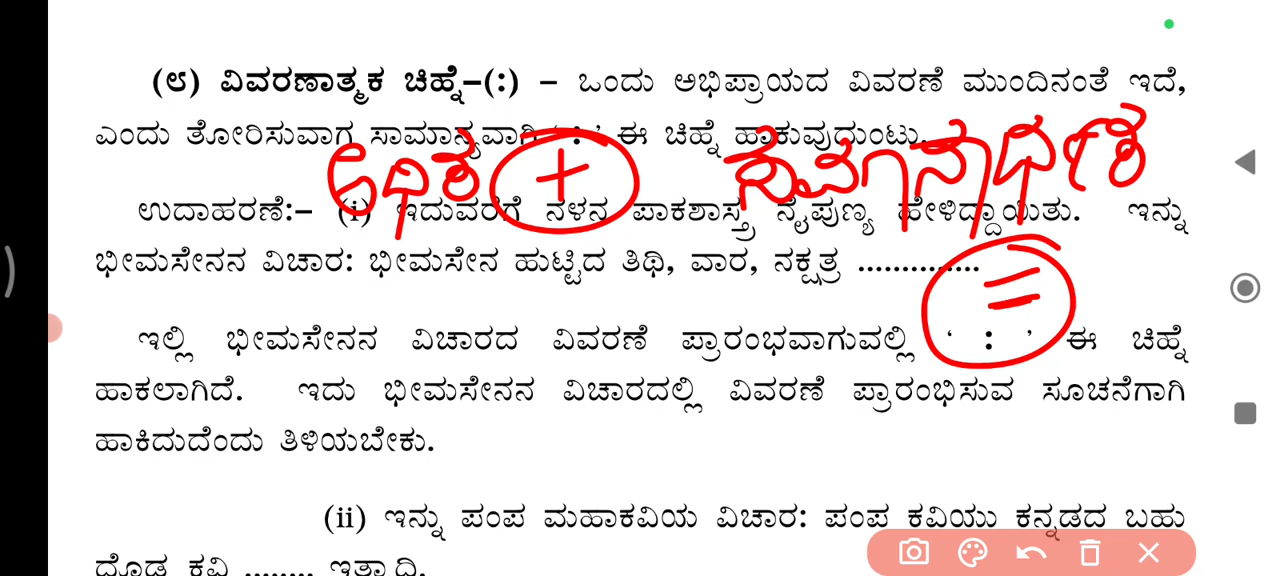 (೮) ವಿವರಣಾತ್ಮಕ ಚಿಹ್ನೆ–(:) – ಒಂದು ಅಭಿಪ್ರಾಯದ ವಿವರಣೆ ಮುಂದಿನಂತೆ ಇದೆ,
ಎಂದು ತೋರಿಸುವಾಗ ಸಾಮಾನ್ಯವಾಗಿ ‘ : ’ ಈ ಚಿಹ್ನೆ ಹಾಕುವುದುಂಟು.
+
ಉದಾಹರಣೆ:– (i) ಇದುವರೆಗೆ ನಳನ ಪಾಕಶಾಸ್ತ್ರ ನೈಪುಣ್ಯ ಹೇಳಿದ್ದಾಯಿತು. ಇನ್ನು
ಭೀಮಸೇನನ ವಿಚಾರ: ಭೀಮಸೇನ ಹುಟ್ಟಿದ ತಿಥಿ, ವಾರ, ನಕ್ಷತ್ರ ..............
=
ಇಲ್ಲಿ ಭೀಮಸೇನನ ವಿಚಾರದ ವಿವರಣೆ ಪ್ರಾರಂಭವಾಗುವಲ್ಲಿ ‘ : ’ ಈ ಚಿಹ್ನೆ
ಹಾಕಲಾಗಿದೆ. ಇದು ಭೀಮಸೇನನ ವಿಚಾರದಲ್ಲಿ ವಿವರಣೆ ಪ್ರಾರಂಭಿಸುವ ಸೂಚನೆಗಾಗಿ
ಹಾಕಿದುದೆಂದು ತಿಳಿಯಬೇಕು.
(ii) ಇನ್ನು ಪಂಪ ಮಹಾಕವಿಯ ವಿಚಾರ: ಪಂಪ ಕವಿಯು ಕನ್ನಡದ ಬಹು
ದೊಡ್ಡ ಕವಿ ........ ಇತ್ಯಾದಿ.